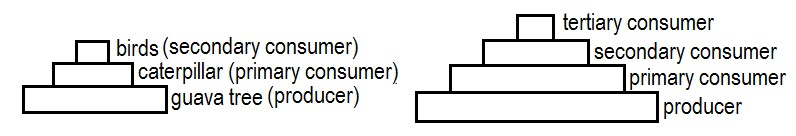 birds (secondary consumer)
caterpillar (primary consumer)
guava tree (producer)
tertiary consumer
secondary consumer
primary consumer
producer